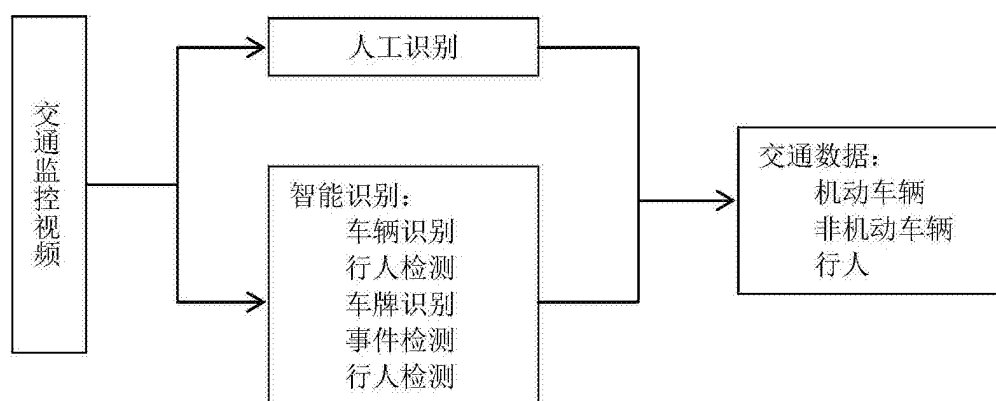 交通监控视频
人工识别
智能识别：
车辆识别
行人检测
车牌识别
事件检测
行人检测
交通数据：
机动车辆
非机动车辆
行人